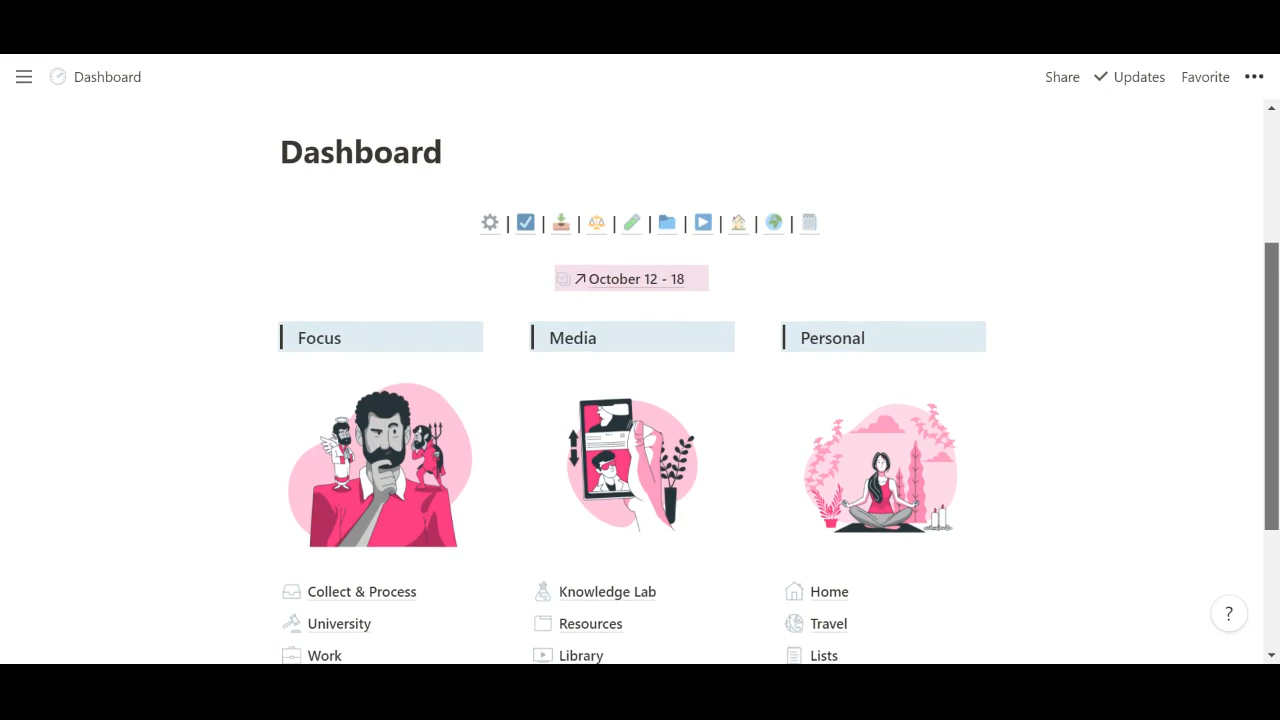 Dashboard
Share Updates Favorite •••
Dashboard
| | | | | | | | |
October 12 - 18
Focus
Media
Personal
Collect & Process
Knowledge Lab
Home
University
Resources
Travel
Work
Library
Lists
?